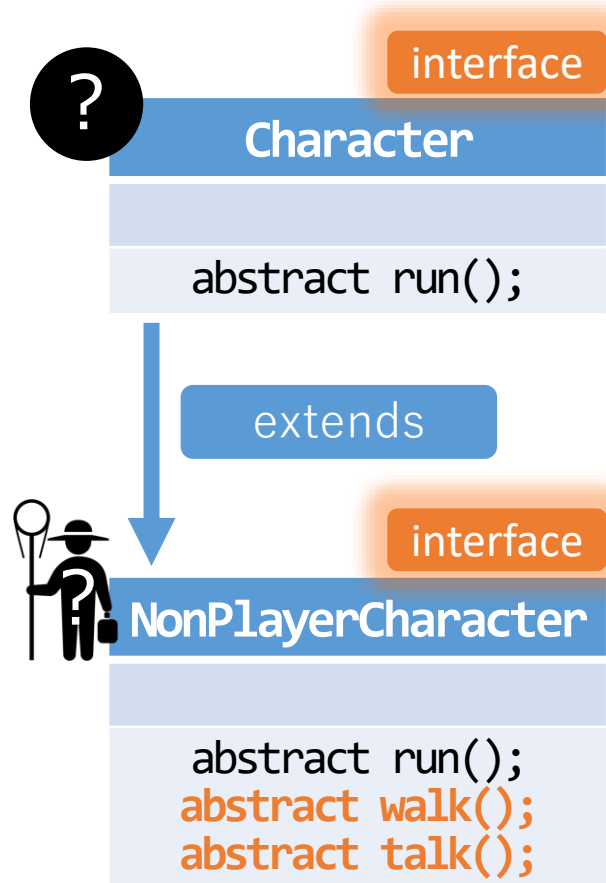 interface
?
Character
abstract run();
extends
interface
?
NonPlayerCharacter
abstract run();
abstract walk();
abstract talk();